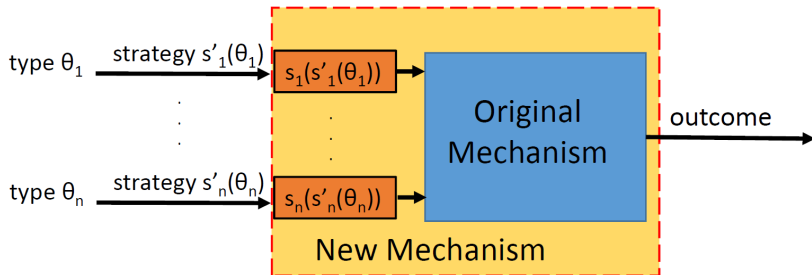 type θ₁
strategy s'₁(θ₁)
s₁(s'₁(θ₁))
Original
Mechanism
outcome
type θₙ
strategy s'ₙ(θₙ)
sₙ(s'ₙ(θₙ))
New Mechanism